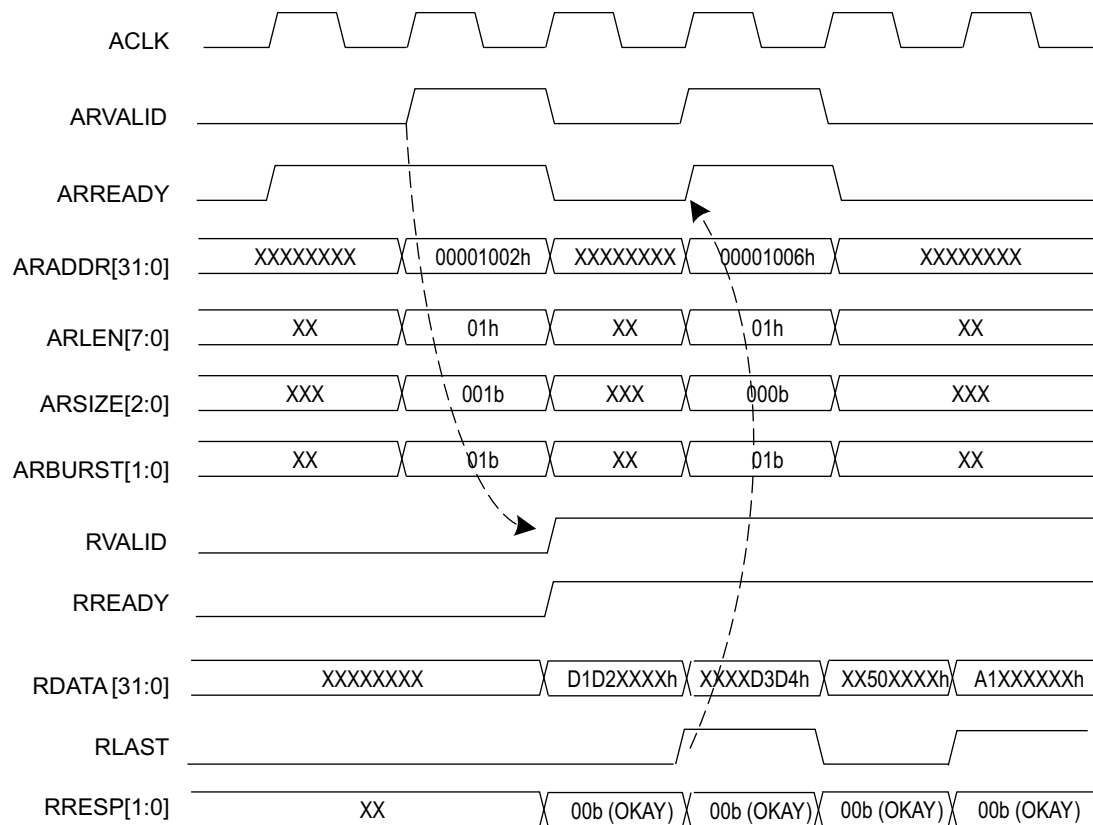 ACLK
ARVALID
ARREADY
ARADDR[31:0] XXXXXXXX 00001002h XXXXXXXX 00001006h XXXXXXXX
ARLEN[7:0] XX 01h XX 01h XX
ARSIZE[2:0] XXX 001b XXX 000b XXX
ARBURST[1:0] XX 01b XX 01b XX
RVALID
RREADY
RDATA [31:0] XXXXXXXX D1D2XXXXh XXXXD3D4h XX50XXXXh A1XXXXXXh
RLAST
RRESP[1:0] XX 00b (OKAY) 00b (OKAY) 00b (OKAY) 00b (OKAY)